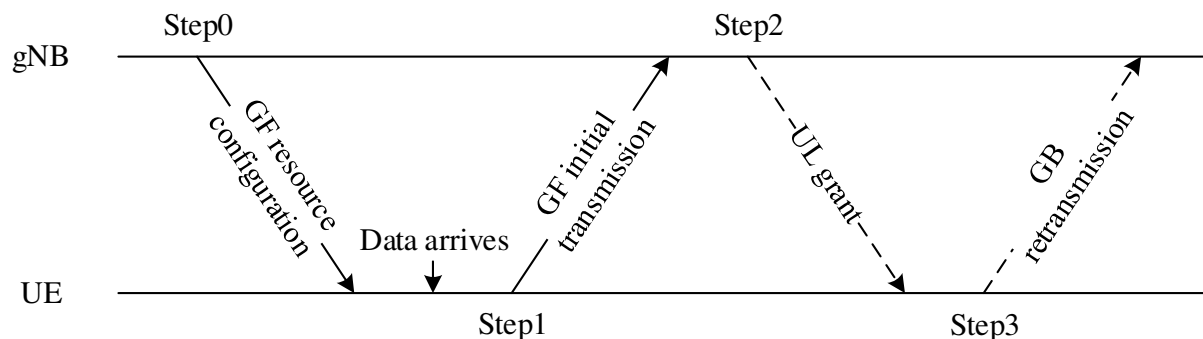 Step0
Step2
gNB
GF resource
configuration
GF initial
transmission
UL grant
GB
retransmission
Data arrives
UE
Step1
Step3